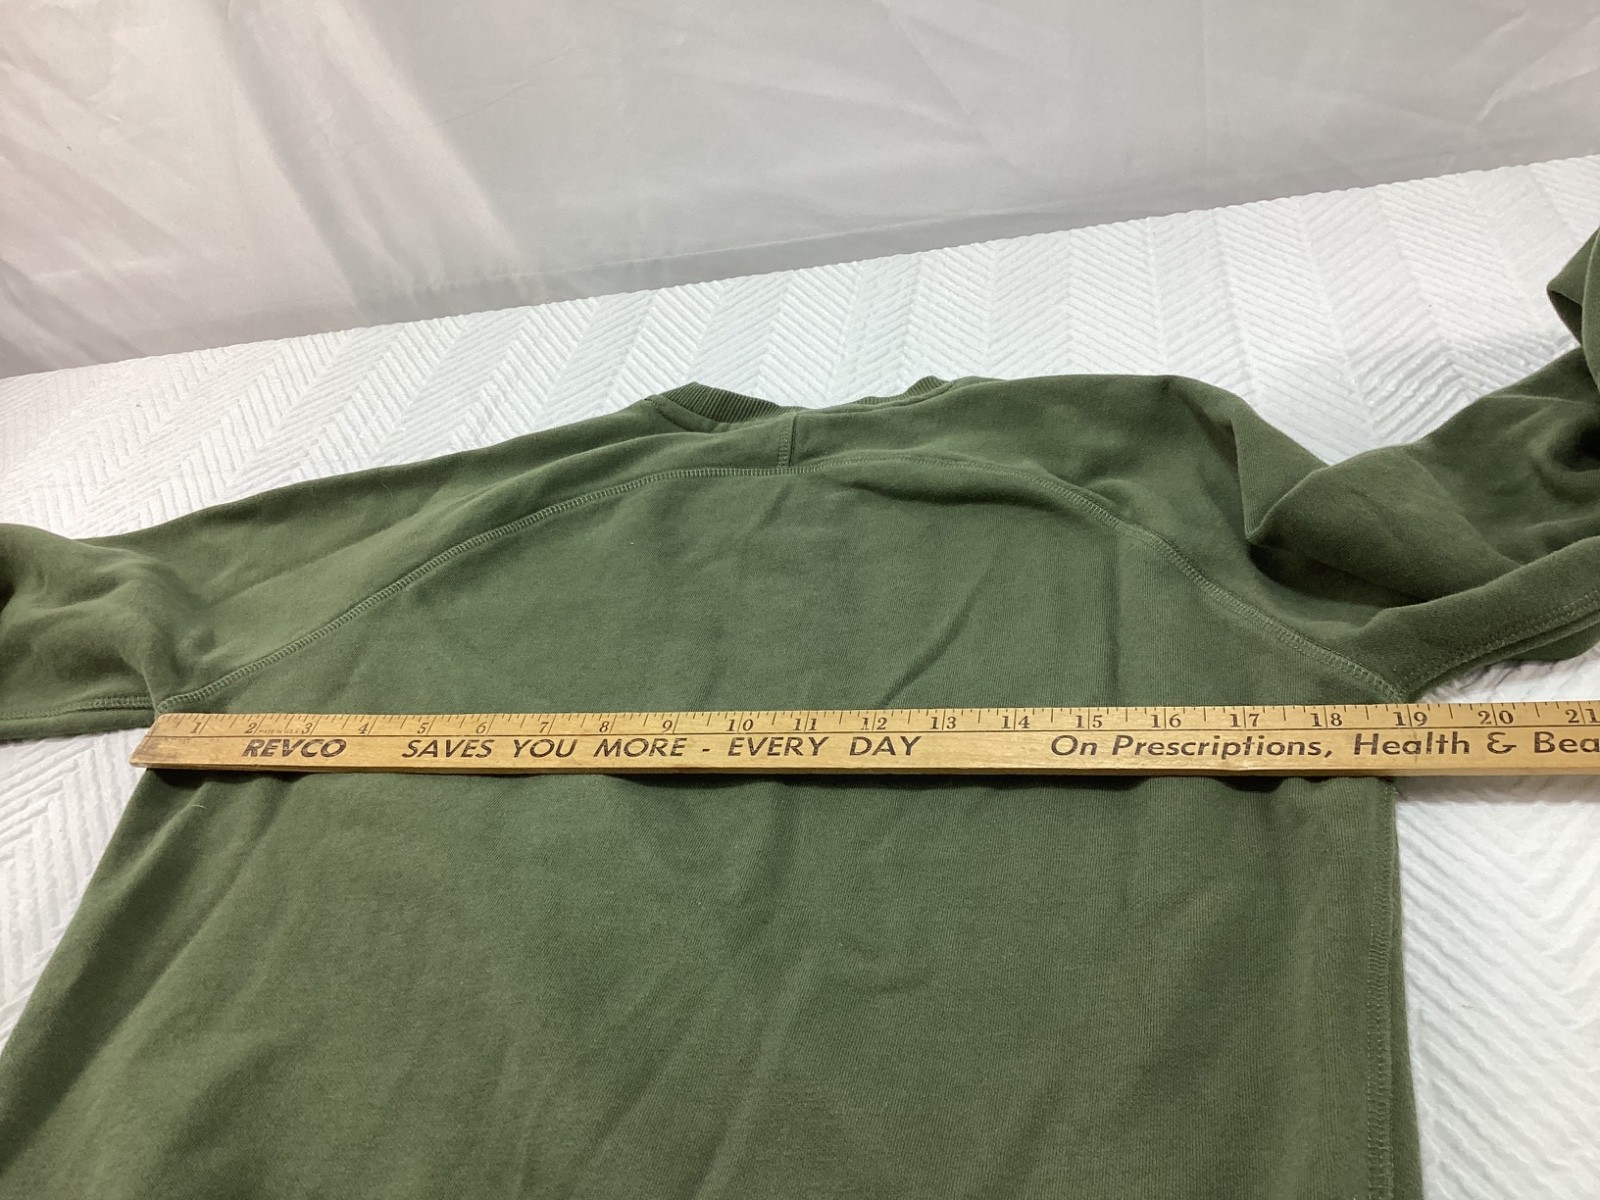 1 2 3 4 5 6 7 8 9 10 11 12 13 14 15 16 17 18 19 20 21
REVCO SAVES YOU MORE - EVERY DAY On Prescriptions, Health & Bea